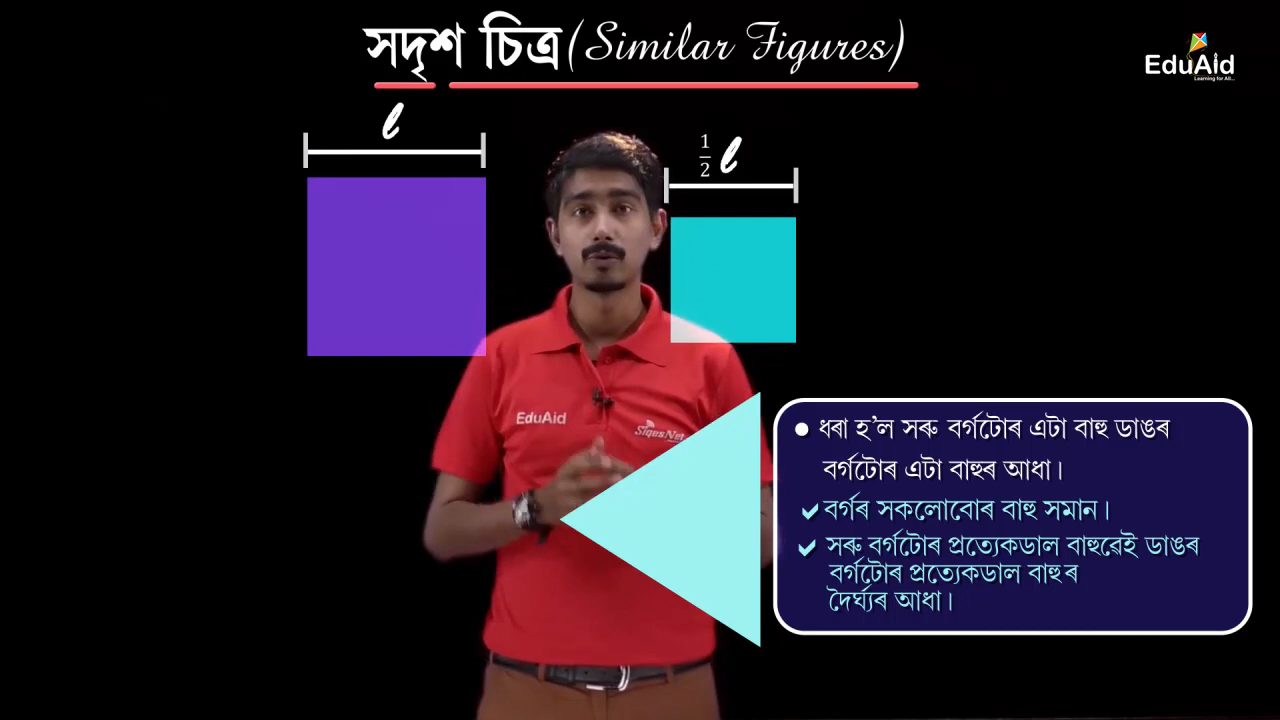 সদৃশ চিত্ৰ (Similar Figures)
EduAid
Learning for All...
l
1/2 l
EduAid
SiqesNet
• ধৰা হ'ল সৰু বৰ্গটোৰ এটা বাহু ডাঙৰ
বৰ্গটোৰ এটা বাহুৰ আধা।
✓ বৰ্গৰ সকলোবোৰ বাহু সমান।
✓ সৰু বৰ্গটোৰ প্ৰত্যেকডাল বাহুৱেই ডাঙৰ
বৰ্গটোৰ প্ৰত্যেকডাল বাহুৰ
দৈৰ্ঘ্যৰ আধা।